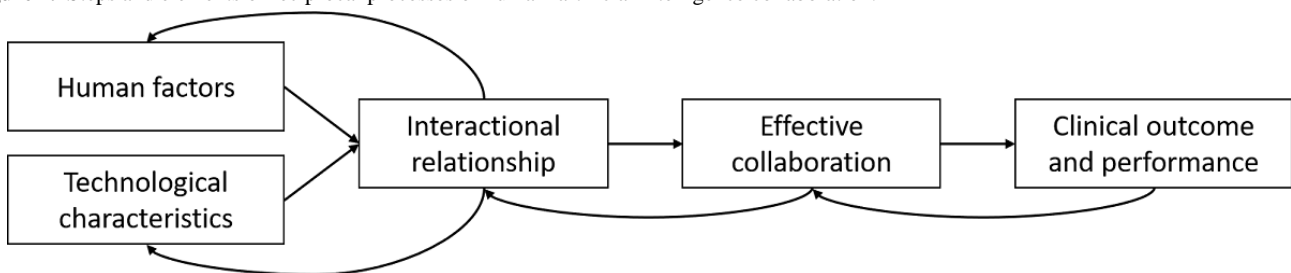 Human factors
Technological
characteristics
Interactional
relationship
Effective
collaboration
Clinical outcome
and performance